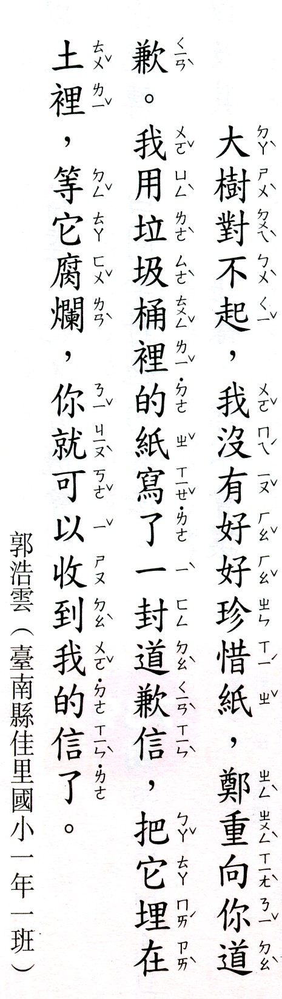 大樹對不起，我沒有好好珍惜紙，鄭重向你道
歉。我用垃圾桶裡的紙寫了一封道歉信，把它埋在
土裡，等它腐爛，你就可以收到我的信了。
郭浩雲（臺南縣佳里國小一年一班）